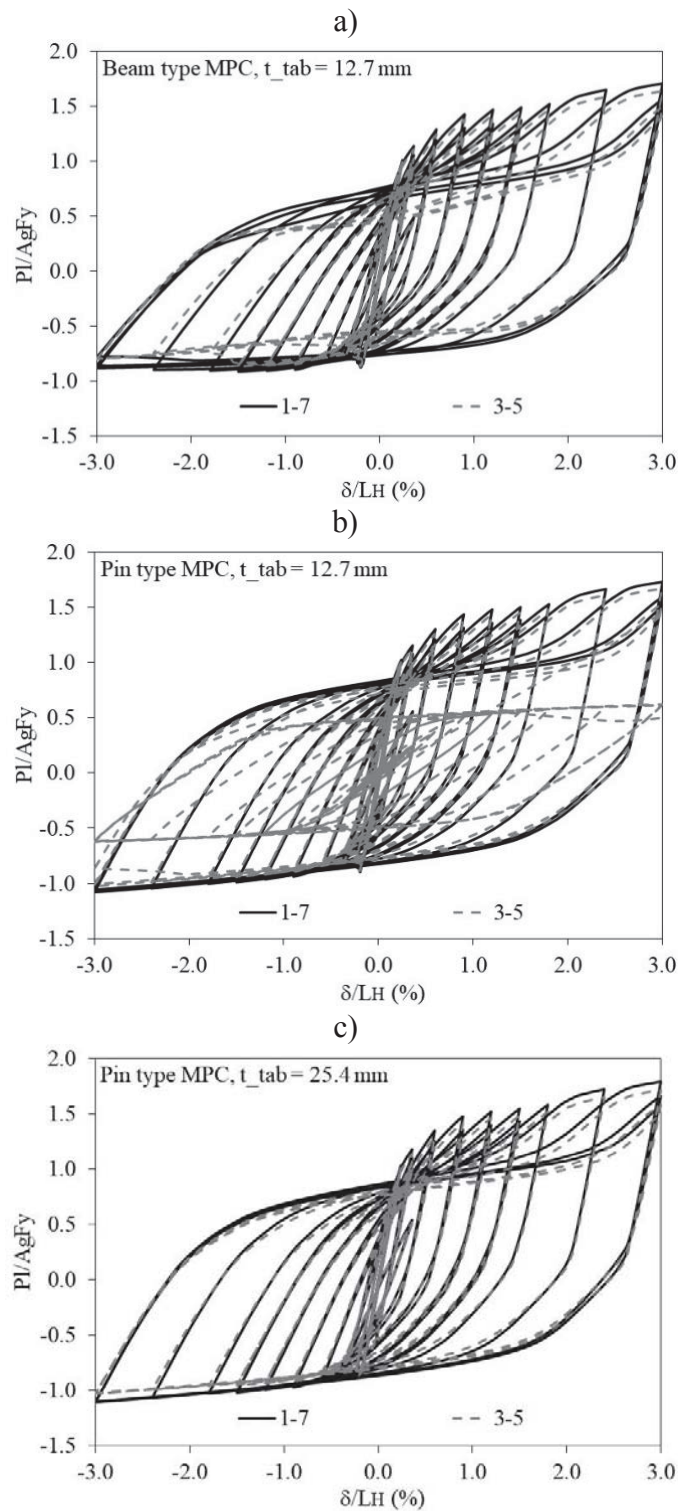 a)
2.0
Beam type MPC, t_tab = 12.7 mm
1.5
1.0
0.5
Pl/AgFy
0.0
-0.5
-1.0
1-7
3-5
-1.5
-3.0 -2.0 -1.0 0.0 1.0 2.0 3.0
δ/LH (%)
b)
2.0
Pin type MPC, t_tab = 12.7 mm
1.5
1.0
0.5
Pl/AgFy
0.0
-0.5
-1.0
1-7
3-5
-1.5
-3.0 -2.0 -1.0 0.0 1.0 2.0 3.0
δ/LH (%)
c)
2.0
Pin type MPC, t_tab = 25.4 mm
1.5
1.0
0.5
Pl/AgFy
0.0
-0.5
-1.0
1-7
3-5
-1.5
-3.0 -2.0 -1.0 0.0 1.0 2.0 3.0
δ/LH (%)